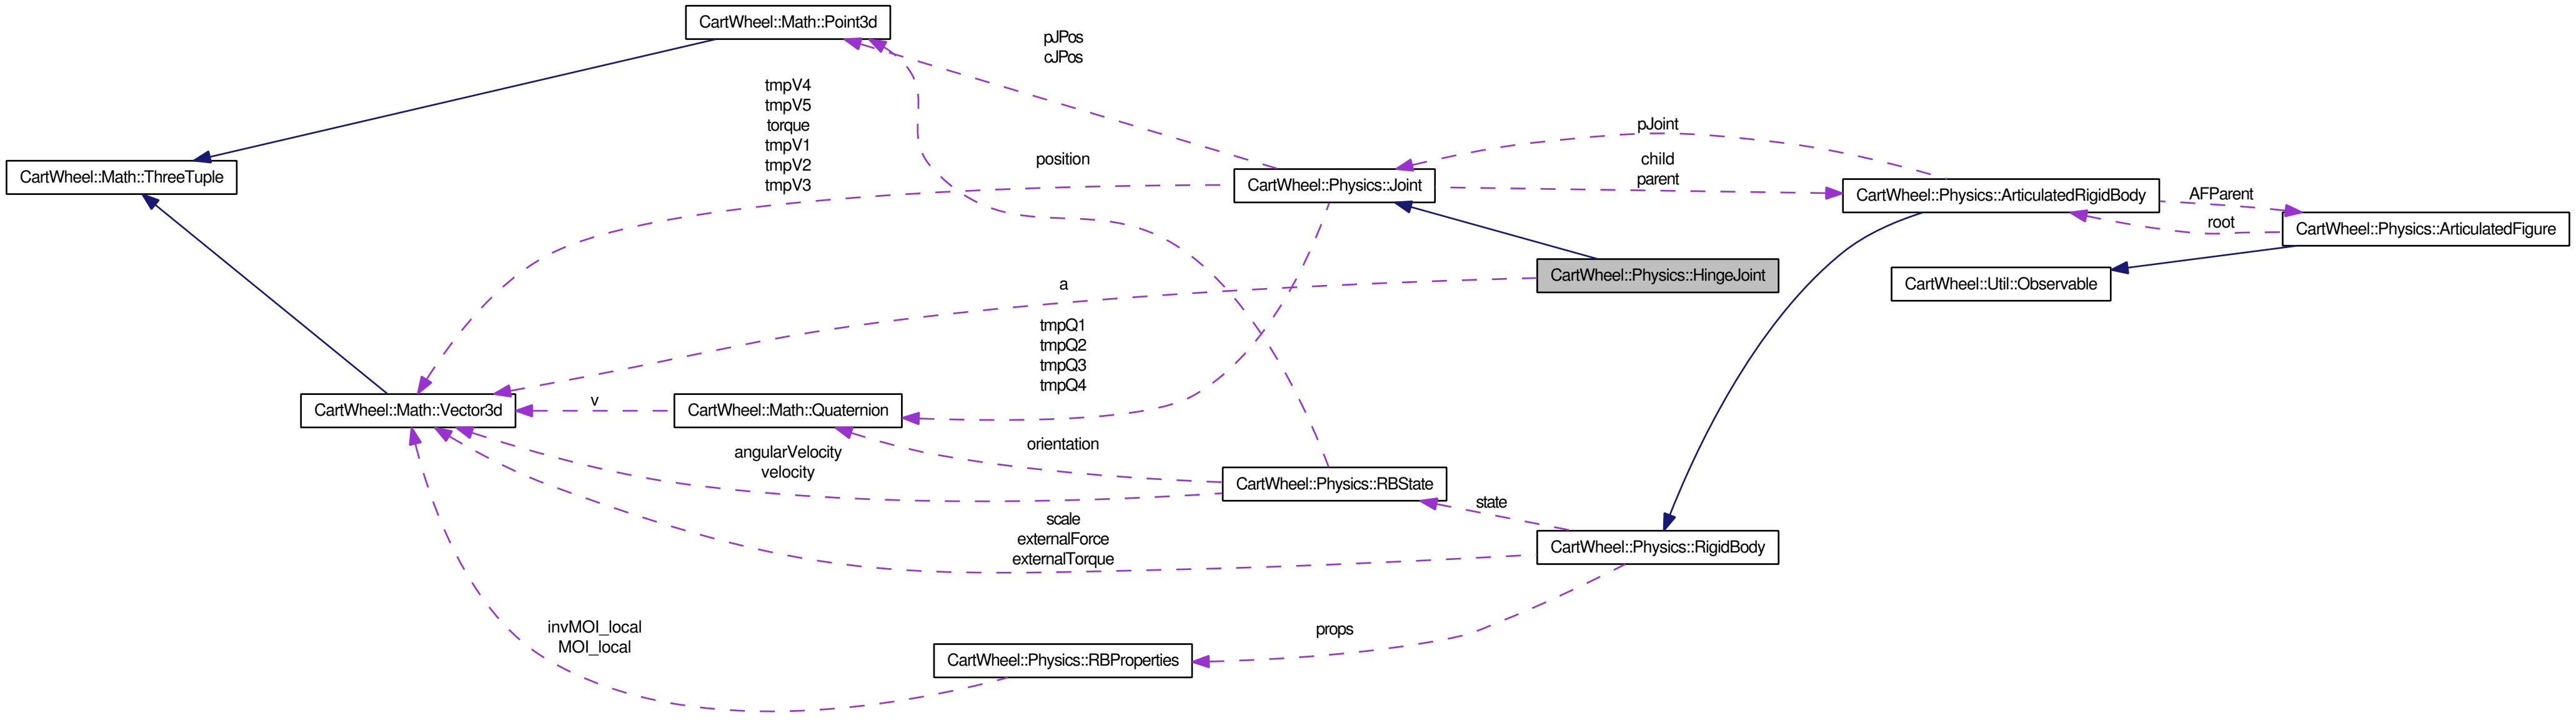 CartWheel::Math::Point3d
pJPos
cJPos
tmpV4
tmpV5
torque
tmpV1
tmpV2
tmpV3
pJoint
position
child
parent
CartWheel::Math::ThreeTuple
CartWheel::Physics::Joint
CartWheel::Physics::ArticulatedRigidBody
AFParent
root
CartWheel::Physics::ArticulatedFigure
CartWheel::Physics::HingeJoint
CartWheel::Util::Observable
a
tmpQ1
tmpQ2
tmpQ3
tmpQ4
CartWheel::Math::Vector3d
v
CartWheel::Math::Quaternion
orientation
angularVelocity
velocity
CartWheel::Physics::RBState
state
scale
externalForce
externalTorque
CartWheel::Physics::RigidBody
invMOI_local
MOI_local
props
CartWheel::Physics::RBProperties